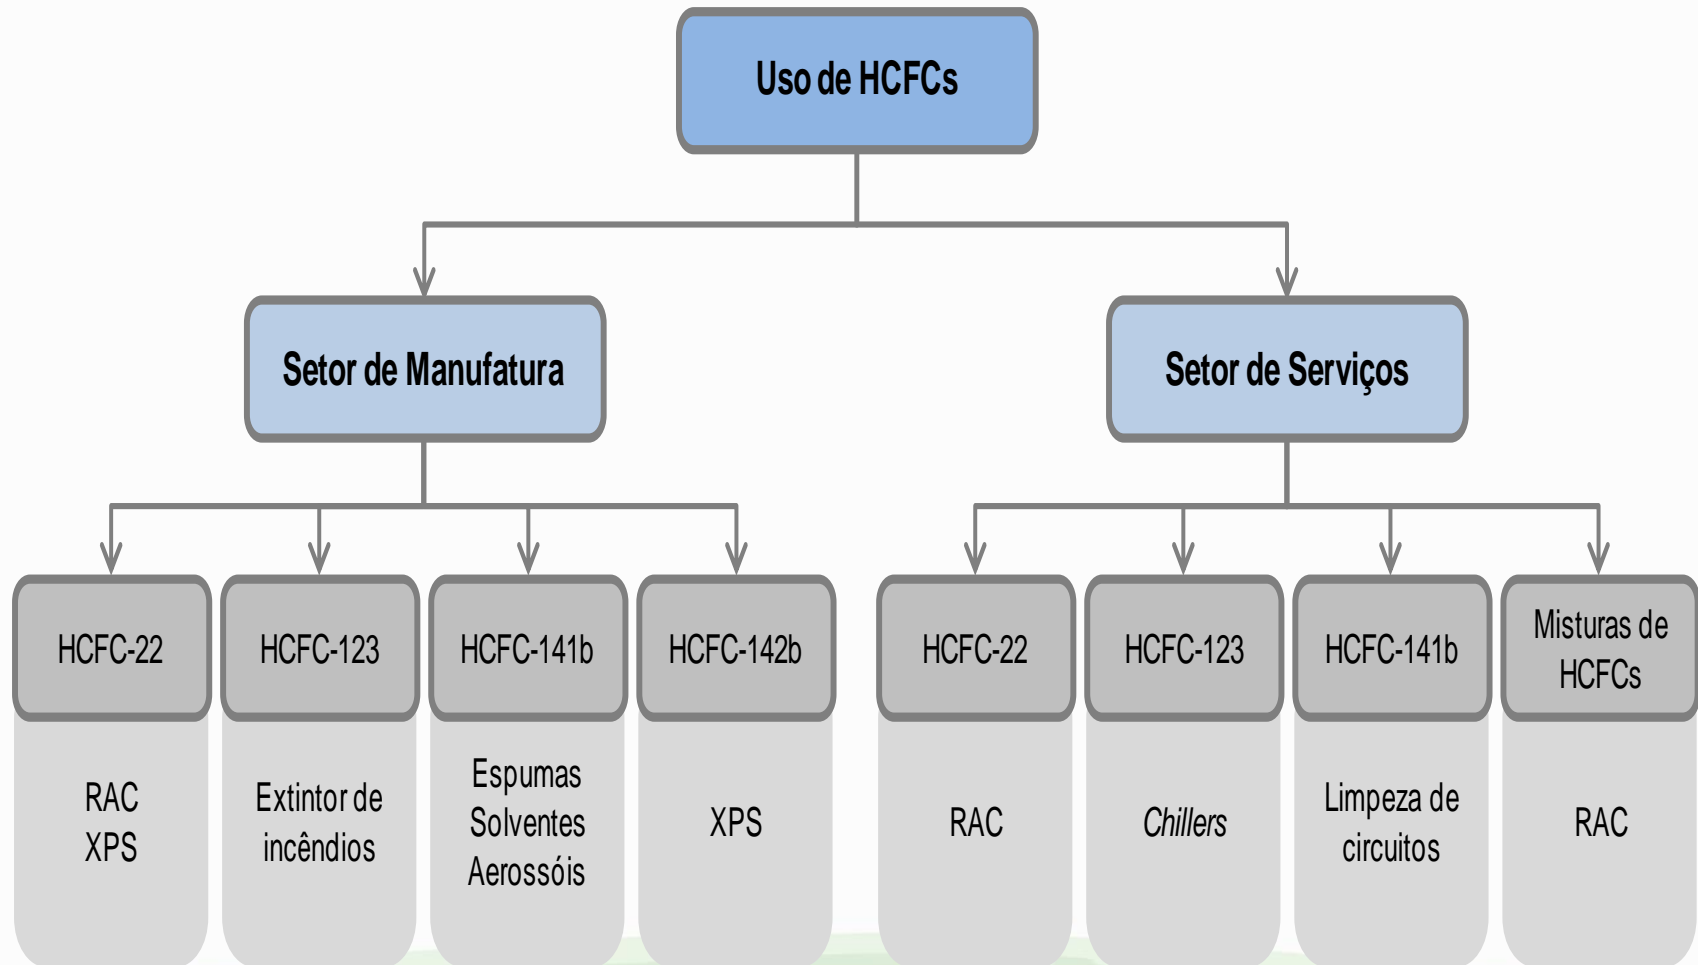 Uso de HCFCs
Setor de Manufatura
Setor de Serviços
HCFC-22
HCFC-123
HCFC-141b
HCFC-142b
HCFC-22
HCFC-123
HCFC-141b
Misturas de
HCFCs
RAC
XPS
Extintor de
incêndios
Espumas
Solventes
Aerossóis
XPS
RAC
Chillers
Limpeza de
circuitos
RAC